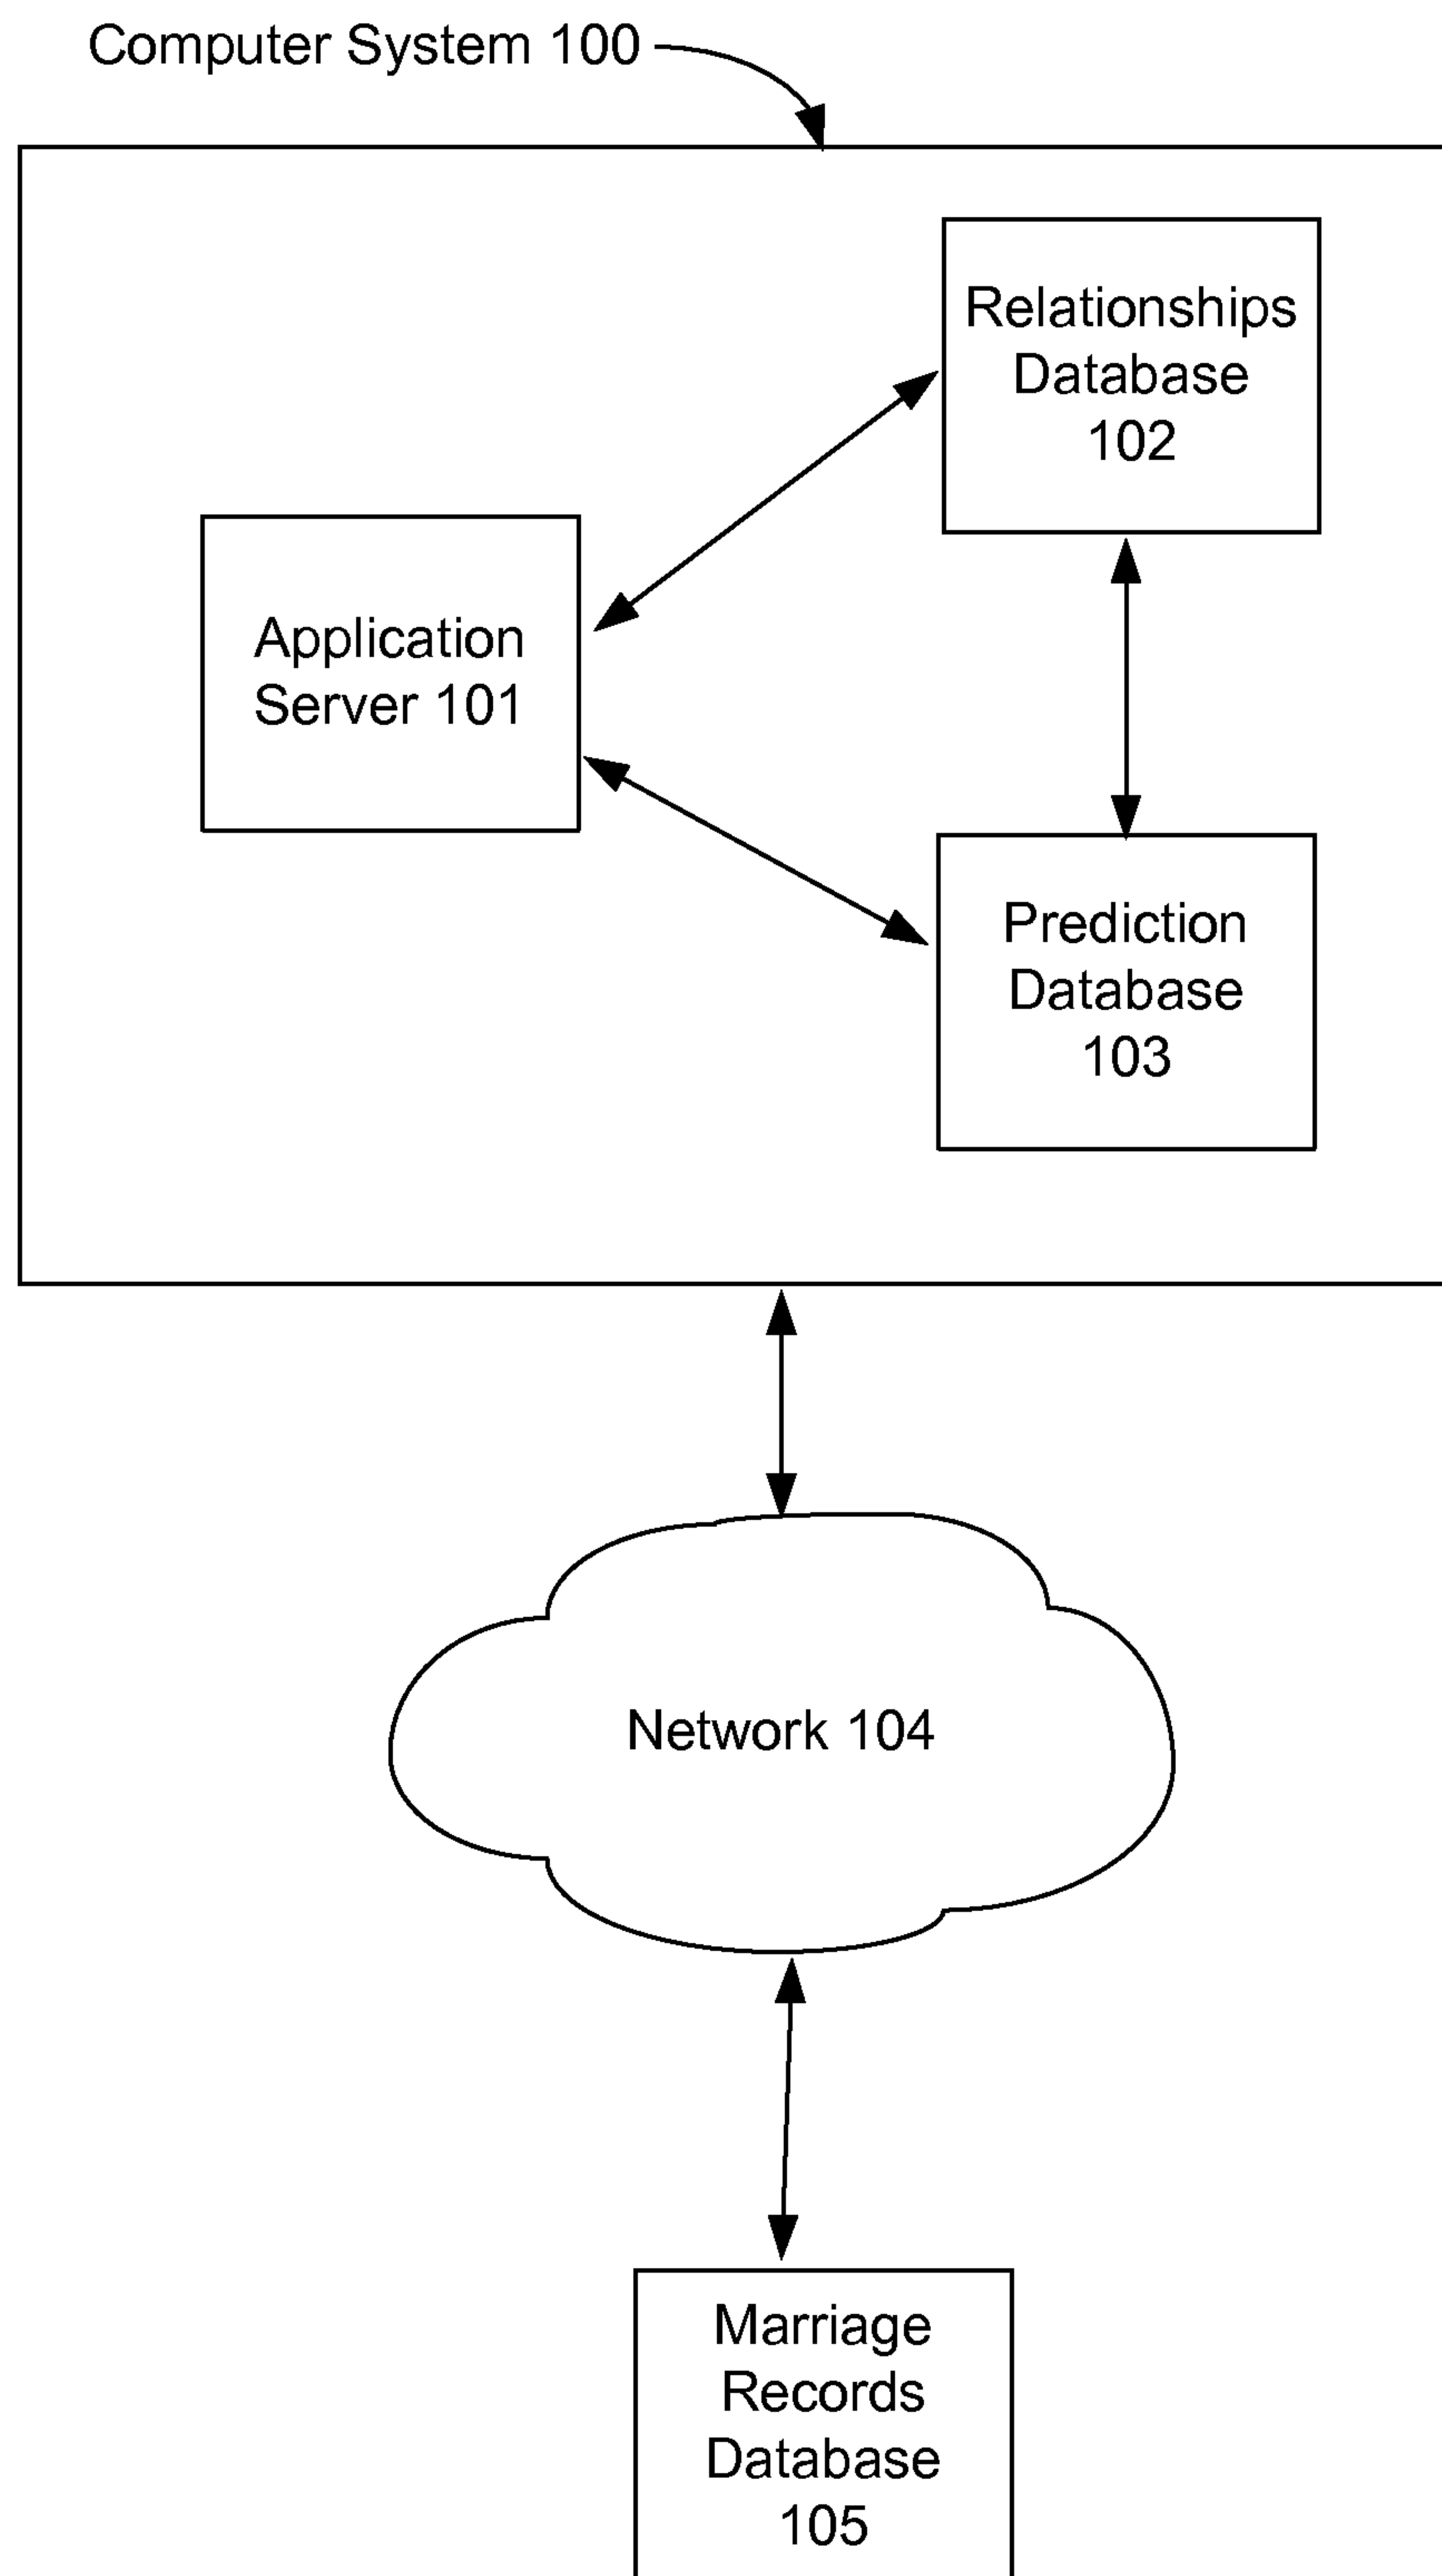 Computer System 100
Relationships
Database
102
Application
Server 101
Prediction
Database
103
Network 104
Marriage
Records
Database
105